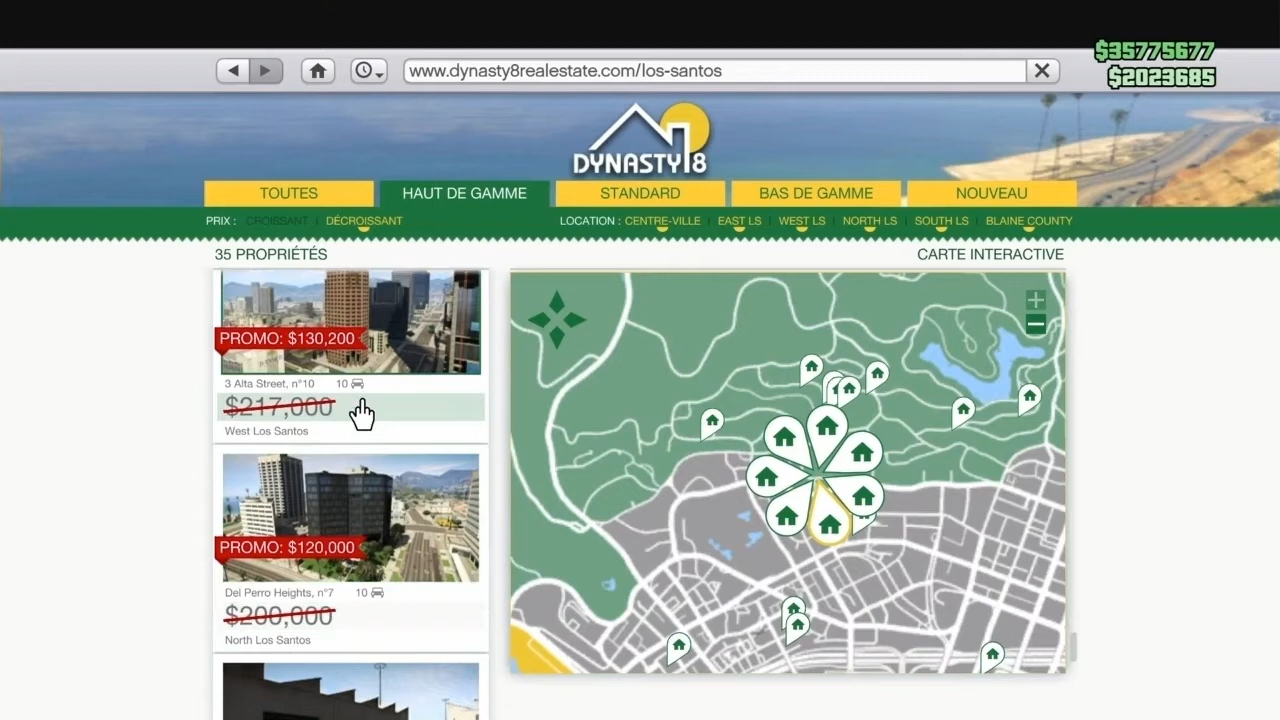 $35775677
www.dynasty8realestate.com/los-santos
$2023685
DYNASTY 8
TOUTES
HAUT DE GAMME
STANDARD
BAS DE GAMME
NOUVEAU
PRIX : CROISSANT | DÉCROISSANT
LOCATION : CENTRE-VILLE | EAST LS | WEST LS | NORTH LS | SOUTH LS | BLAINE COUNTY
35 PROPRIÉTÉS
CARTE INTERACTIVE
PROMO: $130,200
3 Alta Street, n°10 10
$217,000
West Los Santos
PROMO: $120,000
Del Perro Heights, n°7 10
$200,000
North Los Santos